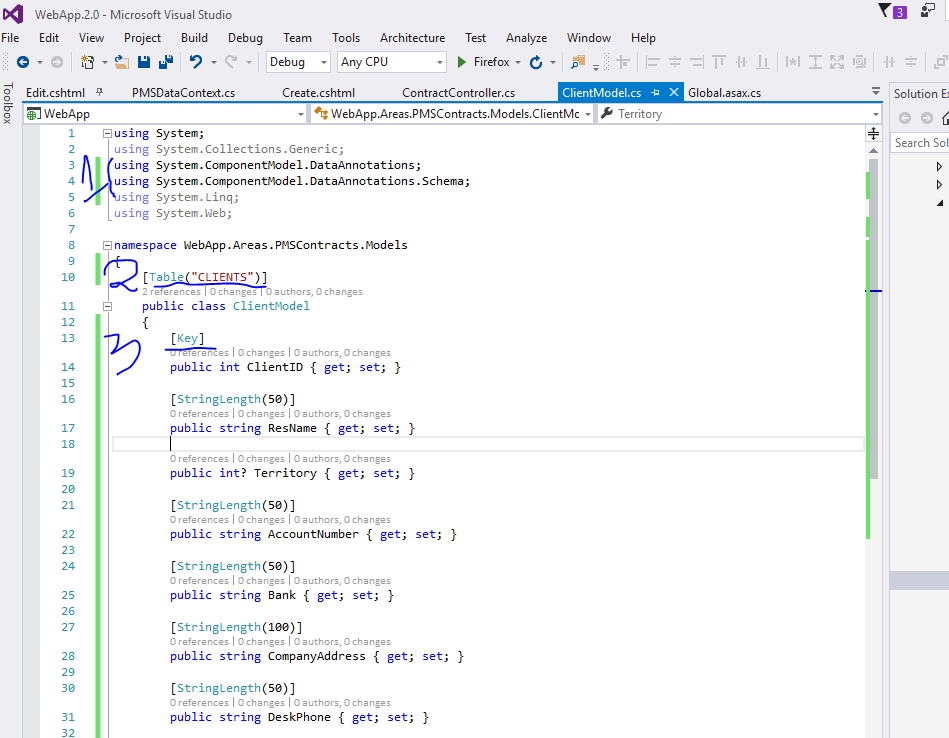 WebApp.2.0 - Microsoft Visual Studio
3
File Edit View Project Build Debug Team Tools Architecture Test Analyze Window Help
Debug Any CPU Firefox
Toolbox
Edit.cshtml PMSDataContext.cs Create.cshtml ContractController.cs ClientModel.cs Global.asax.cs
Solution Ex
WebApp WebApp.Areas.PMSContracts.Models.ClientMc Territory
Search Sol
1 using System;
2 using System.Collections.Generic;
3 using System.ComponentModel.DataAnnotations;
4 using System.ComponentModel.DataAnnotations.Schema;
5 using System.Linq;
6 using System.Web;
1
7
8 namespace WebApp.Areas.PMSContracts.Models
9 {
2
10 [Table("CLIENTS")]
2 references | 0 changes | 0 authors, 0 changes
11 public class ClientModel
12 {
13 [Key]
3
0 references | 0 changes | 0 authors, 0 changes
14 public int ClientID { get; set; }
15
16 [StringLength(50)]
0 references | 0 changes | 0 authors, 0 changes
17 public string ResName { get; set; }
18
0 references | 0 changes | 0 authors, 0 changes
19 public int? Territory { get; set; }
20
21 [StringLength(50)]
0 references | 0 changes | 0 authors, 0 changes
22 public string AccountNumber { get; set; }
23
24 [StringLength(50)]
0 references | 0 changes | 0 authors, 0 changes
25 public string Bank { get; set; }
26
27 [StringLength(100)]
0 references | 0 changes | 0 authors, 0 changes
28 public string CompanyAddress { get; set; }
29
30 [StringLength(50)]
0 references | 0 changes | 0 authors, 0 changes
31 public string DeskPhone { get; set; }
32